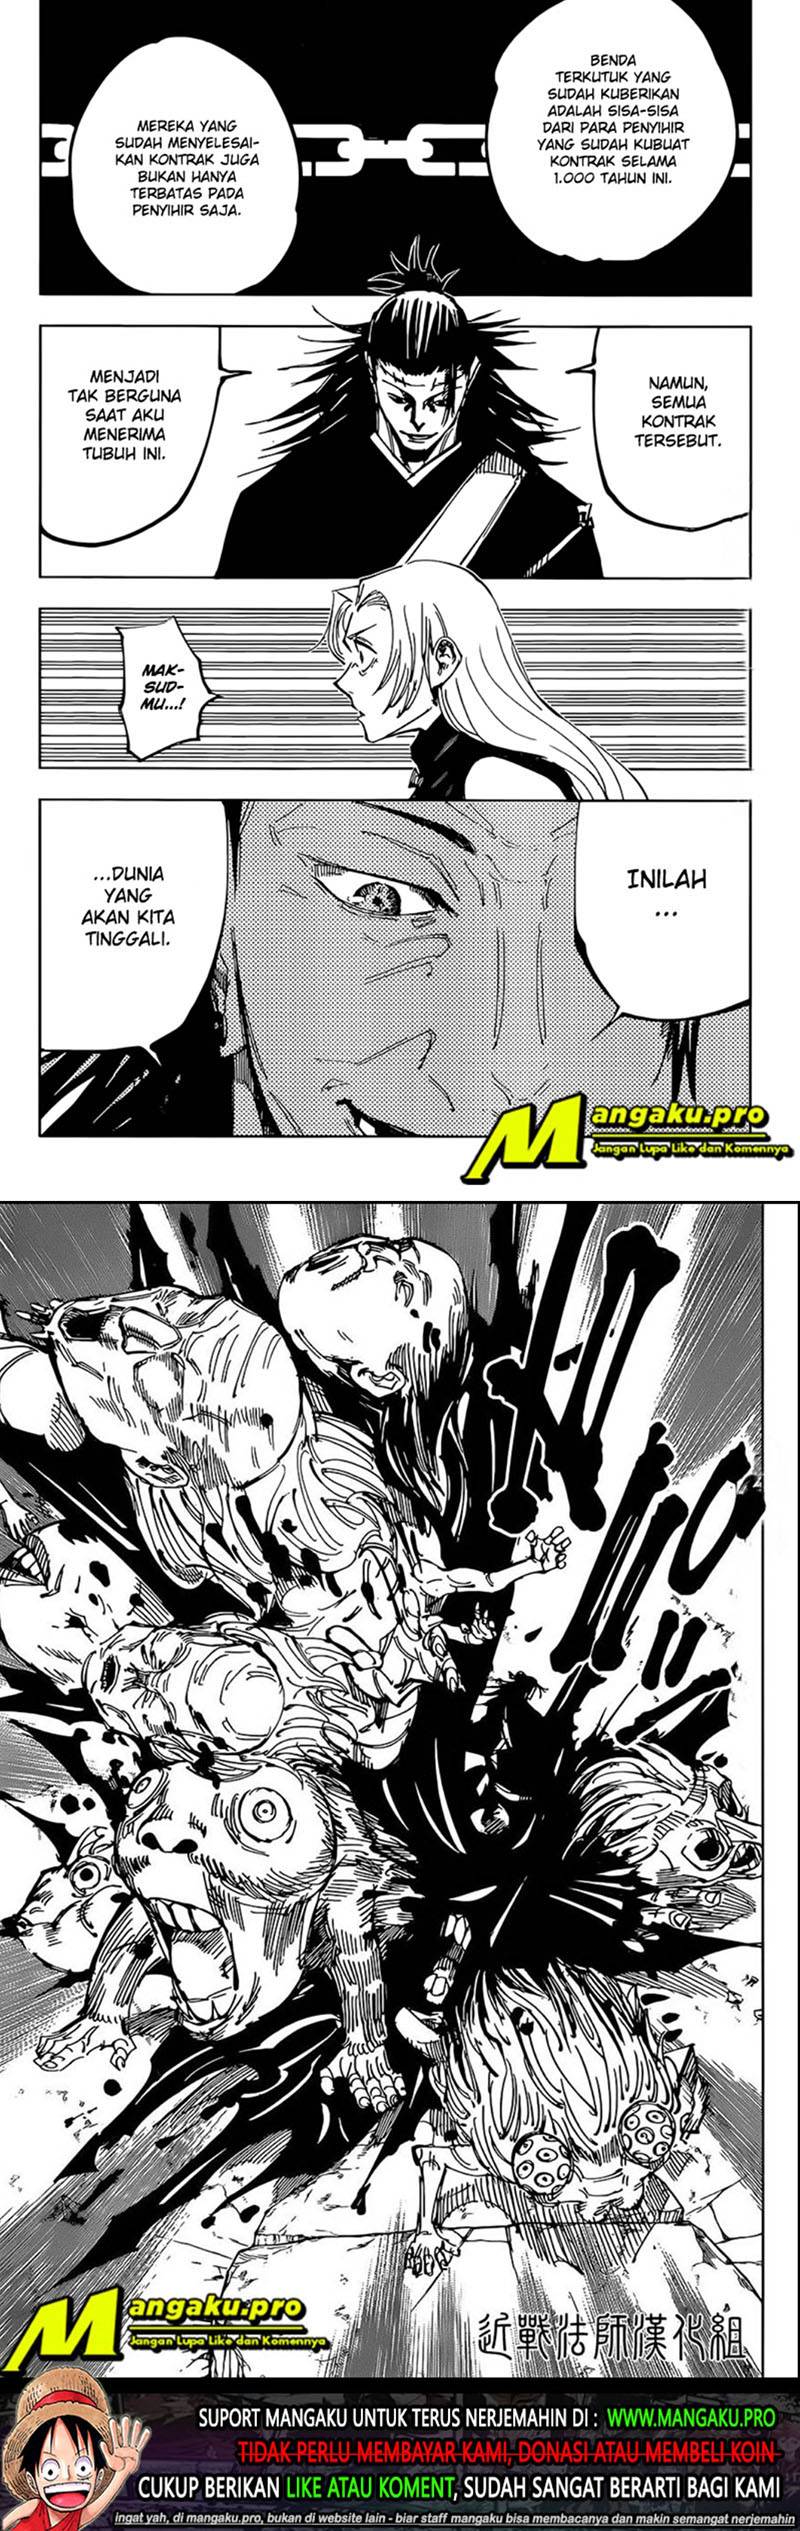 BENDA
TERKUTUK YANG
SUDAH KUBERIKAN
ADALAH SISA-SISA
DARI PARA PENYIHIR
YANG SUDAH KUBUAT
KONTRAK SELAMA
1.000 TAHUN INI.
MEREKA YANG
SUDAH MENYELESAI-
KAN KONTRAK JUGA
BUKAN HANYA
TERBATAS PADA
PENYIHIR SAJA.
NAMUN,
SEMUA
KONTRAK
TERSEBUT.
MENJADI
TAK BERGUNA
SAAT AKU
MENERIMA
TUBUH INI.
MAK-
SUD-
MU...!
INILAH
...
...DUNIA
YANG
AKAN KITA
TINGGALI.
Mangaku.pro
Jangan Lupa Like dan Komennya
Mangaku.pro
Jangan Lupa Like dan Komennya
近戰法師漢化組
SUPORT MANGAKU UNTUK TERUS NERJEMAHIN DI : WWW.MANGAKU.PRO
TIDAK PERLU MEMBAYAR KAMI, DONASI ATAU MEMBELI KOIN
CUKUP BERIKAN LIKE ATAU KOMENT, SUDAH SANGAT BERARTI BAGI KAMI
ingat yah, di mangaku.pro, bukan di website lain - biar staff mangaku bisa membacanya dan makin semangat nerjemahin